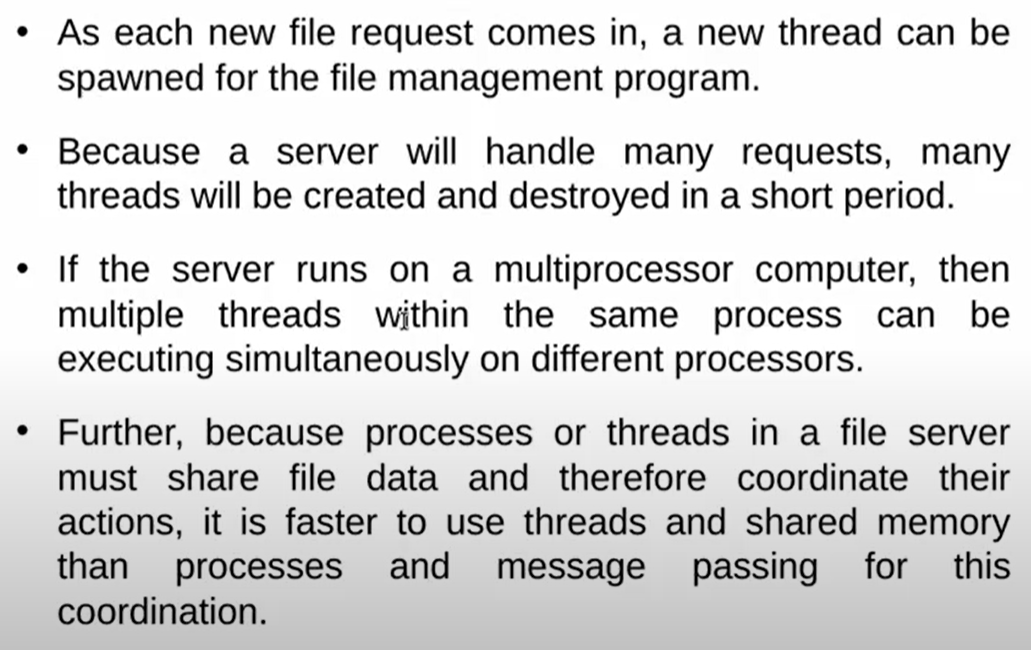 • As each new file request comes in, a new thread can be
spawned for the file management program.
• Because a server will handle many requests, many
threads will be created and destroyed in a short period.
• If the server runs on a multiprocessor computer, then
multiple threads within the same process can be
executing simultaneously on different processors.
• Further, because processes or threads in a file server
must share file data and therefore coordinate their
actions, it is faster to use threads and shared memory
than processes and message passing for this
coordination.